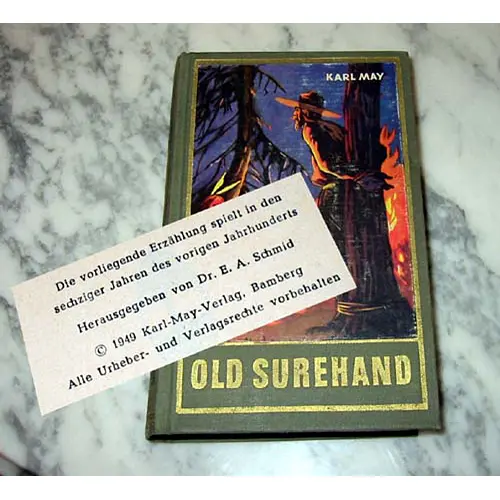 KARL MAY
Die vorliegende Erzählung spielt in den
sechziger Jahren des vorigen Jahrhunderts
Herausgegeben von Dr. E. A. Schmid
© 1949 Karl-May-Verlag, Bamberg
Alle Urheber- und Verlagsrechte vorbehalten
OLD SUREHAND